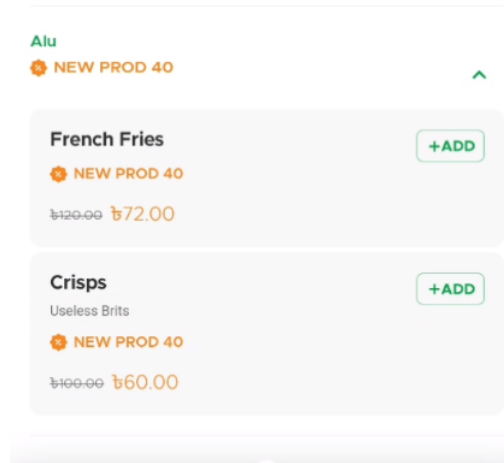 Alu
NEW PROD 40
French Fries
+ADD
NEW PROD 40
৳120.00 ৳72.00
Crisps
+ADD
Useless Brits
NEW PROD 40
৳100.00 ৳60.00